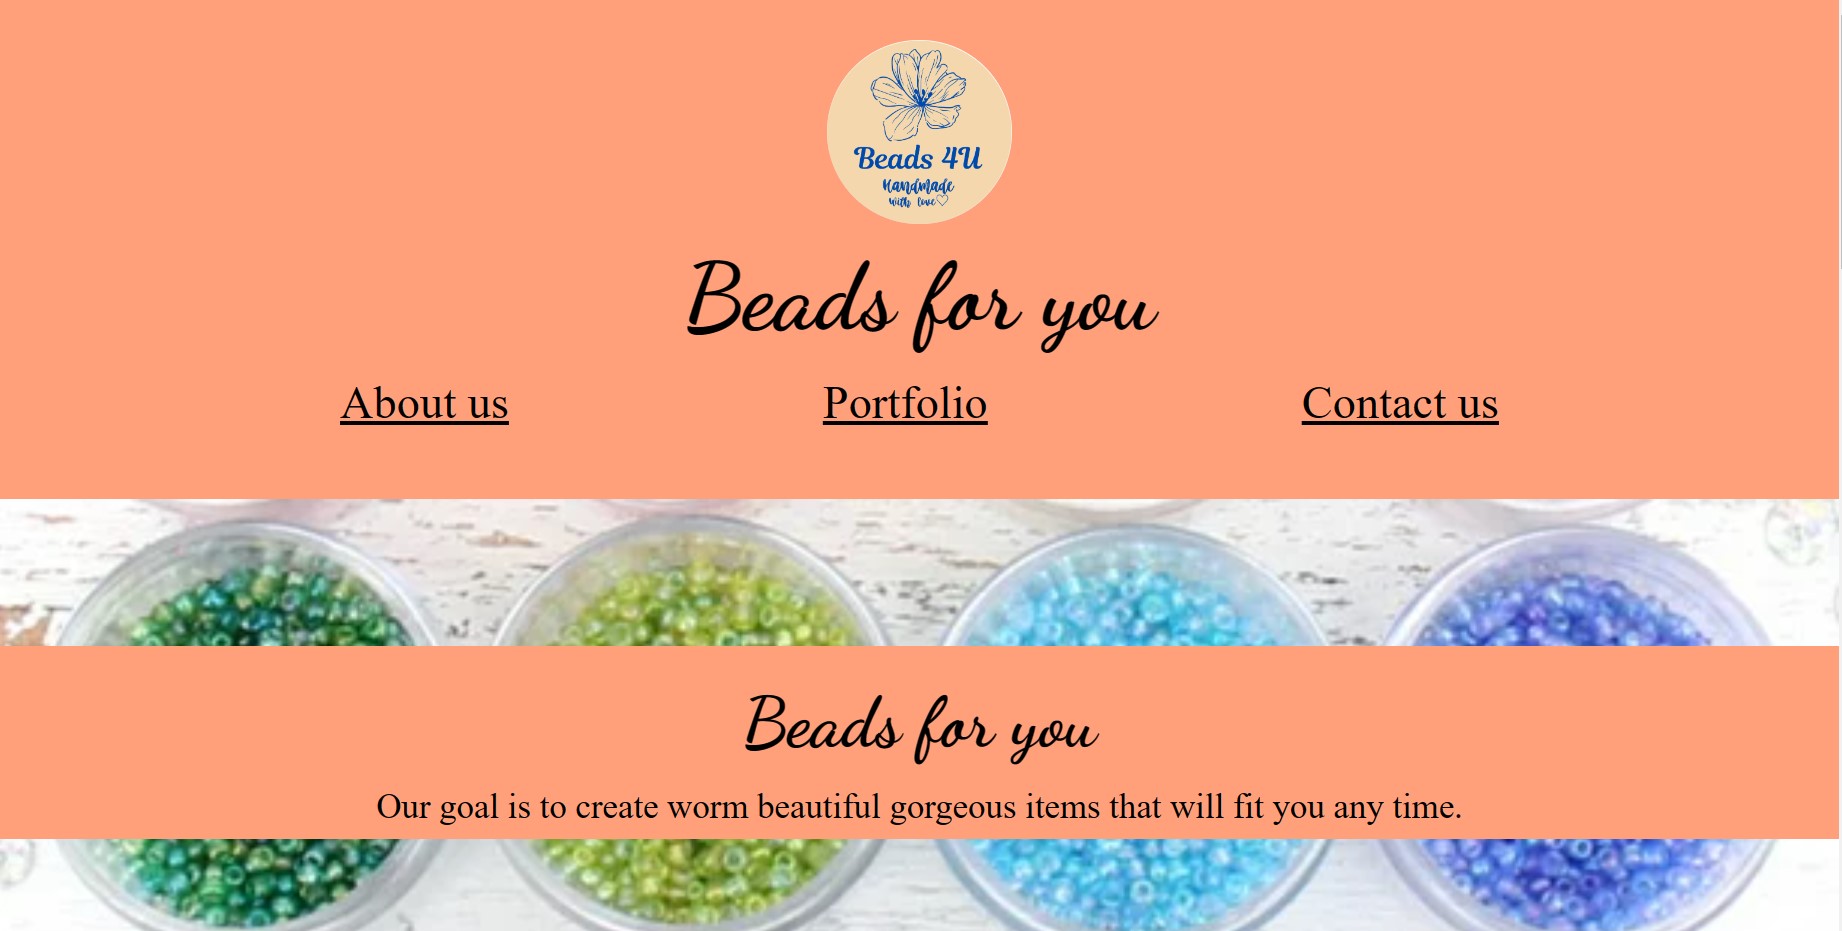 Beads 4U
Handmade
with love♡
Beads for you
About us Portfolio Contact us
Beads for you
Our goal is to create worm beautiful gorgeous items that will fit you any time.